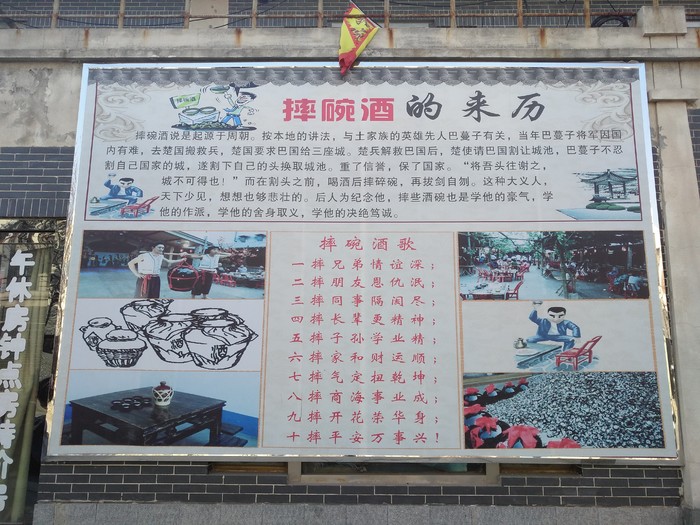 摔碗酒的来历
摔碗酒说是起源于周朝。按本地的讲法，与土家族的英雄先人巴蔓子有关，当年巴蔓子将军因国
内有难，去楚国搬救兵，楚国要求巴国给三座城。楚兵解救巴国后，楚使请巴国割让城池，巴蔓子不忍
割自己国家的城，遂割下自己的头换取城池。重了信誉，保了国家。“将吾头往谢之，
城不可得也！”而在割头之前，喝酒后摔碎碗，再拔剑自刎。这种大义人，
天下少见，想想也够悲壮的。后人为纪念他，摔些酒碗也是学他的豪气，学
他的作派，学他的舍身取义，学他的决绝笃诚。
摔碗酒歌
一摔兄弟情谊深；
二摔朋友恩仇泯；
三摔同事隔阂尽；
四摔长辈更精神；
五摔子孙学业精；
六摔家和财运顺；
七摔气定扭乾坤；
八摔商海事业成；
九摔开花荣华身；
十摔平安万事兴！
午休房钟点房特价房